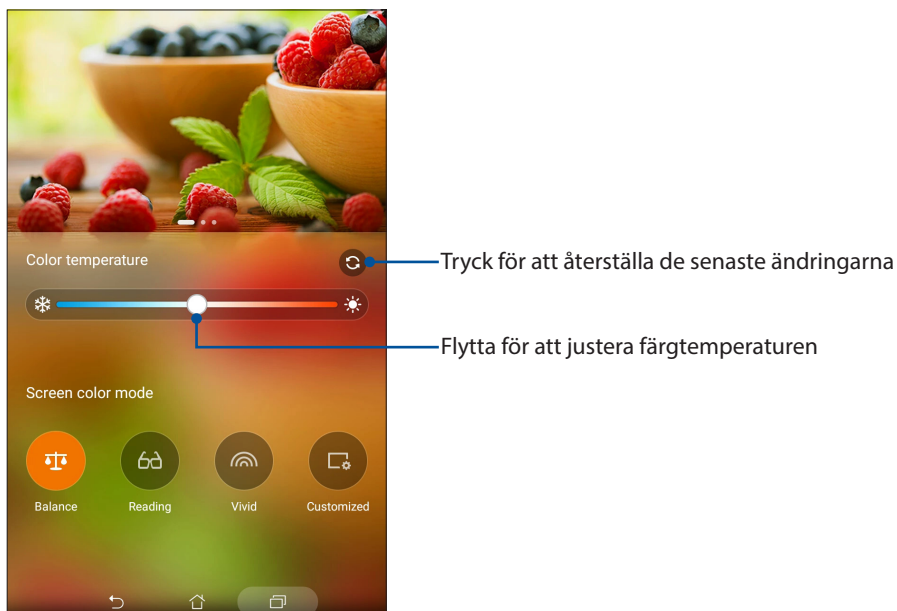 Color temperature
Tryck för att återställa de senaste ändringarna
Flytta för att justera färgtemperaturen
Screen color mode
Balance
Reading
Vivid
Customized